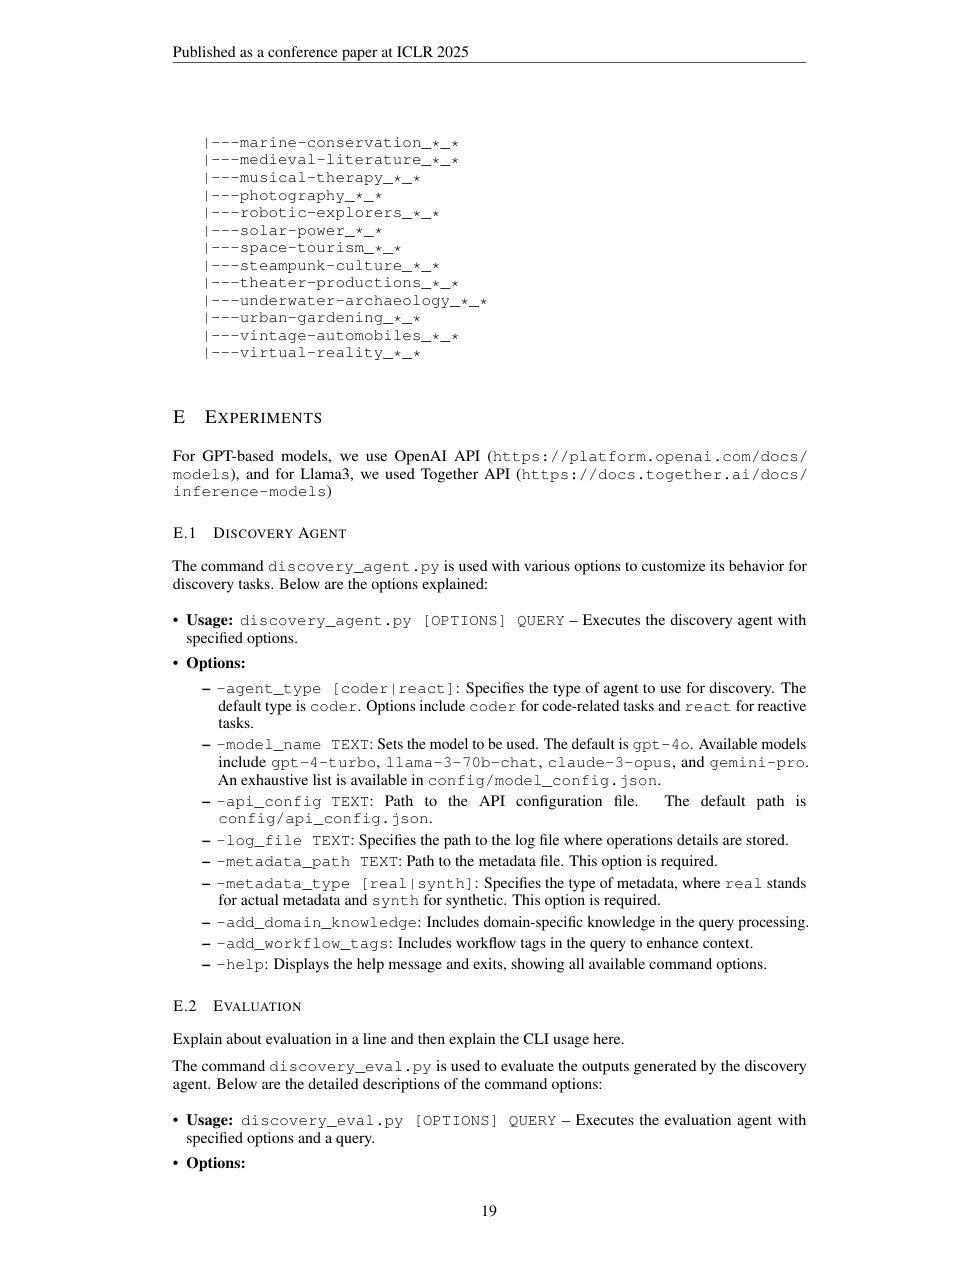 Published as a conference paper at ICLR 2025
|---marine-conservation_*_*
|---medieval-literature_*_*
|---musical-therapy_*_*
|---photography_*_*
|---robotic-explorers_*_*
|---solar-power_*_*
|---space-tourism_*_*
|---steampunk-culture_*_*
|---theater-productions_*_*
|---underwater-archaeology_*_*
|---urban-gardening_*_*
|---vintage-automobiles_*_*
|---virtual-reality_*_*
E EXPERIMENTS
For GPT-based models, we use OpenAI API (https://platform.openai.com/docs/
models), and for Llama3, we used Together API (https://docs.together.ai/docs/
inference-models)
E.1 DISCOVERY AGENT
The command discovery_agent.py is used with various options to customize its behavior for
discovery tasks. Below are the options explained:
• Usage: discovery_agent.py [OPTIONS] QUERY – Executes the discovery agent with
specified options.
• Options:
– -agent_type [coder|react]: Specifies the type of agent to use for discovery. The
default type is coder. Options include coder for code-related tasks and react for reactive
tasks.
– -model_name TEXT: Sets the model to be used. The default is gpt-4o. Available models
include gpt-4-turbo, llama-3-70b-chat, claude-3-opus, and gemini-pro.
An exhaustive list is available in config/model_config.json.
– -api_config TEXT: Path to the API configuration file. The default path is
config/api_config.json.
– -log_file TEXT: Specifies the path to the log file where operations details are stored.
– -metadata_path TEXT: Path to the metadata file. This option is required.
– -metadata_type [real|synth]: Specifies the type of metadata, where real stands
for actual metadata and synth for synthetic. This option is required.
– -add_domain_knowledge: Includes domain-specific knowledge in the query processing.
– -add_workflow_tags: Includes workflow tags in the query to enhance context.
– -help: Displays the help message and exits, showing all available command options.
E.2 EVALUATION
Explain about evaluation in a line and then explain the CLI usage here.
The command discovery_eval.py is used to evaluate the outputs generated by the discovery
agent. Below are the detailed descriptions of the command options:
• Usage: discovery_eval.py [OPTIONS] QUERY – Executes the evaluation agent with
specified options and a query.
• Options:
19